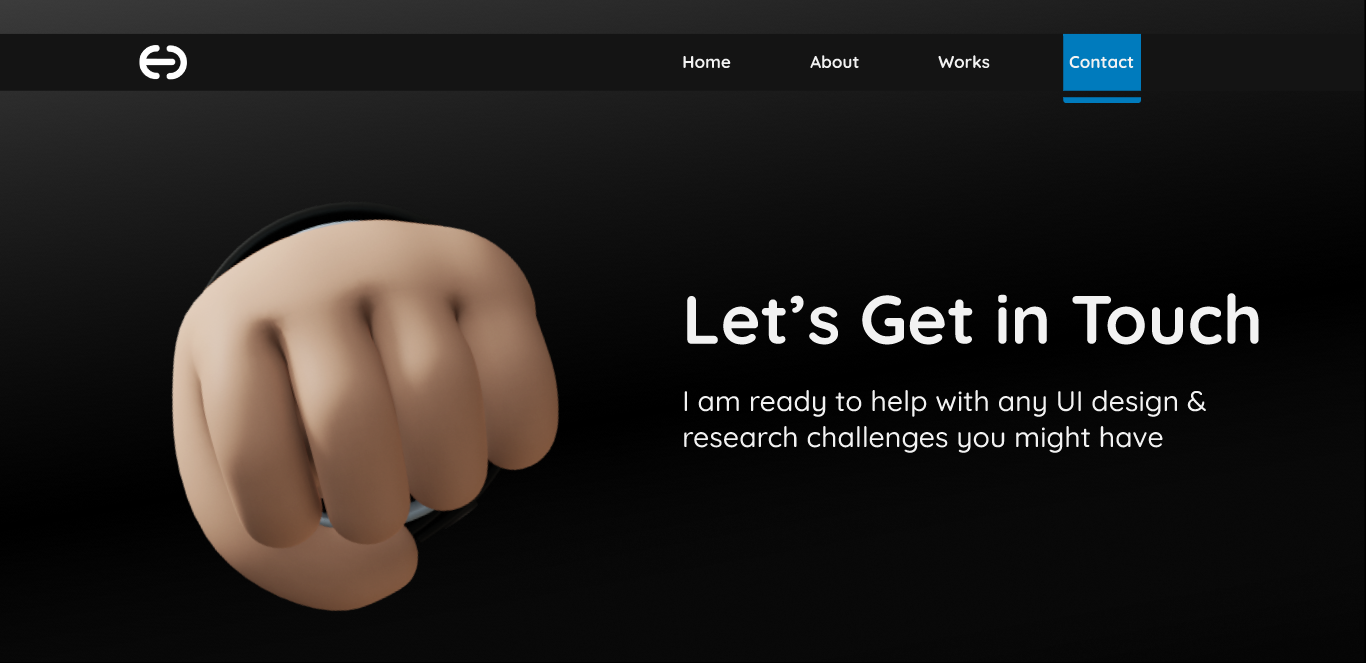 Home About Works Contact
Let’s Get in Touch
I am ready to help with any UI design &
research challenges you might have